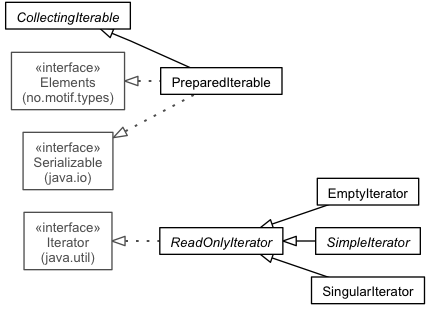 CollectingIterable
«interface»
Elements
(no.motif.types)
PreparedIterable
«interface»
Serializable
(java.io)
EmptyIterator
«interface»
Iterator
(java.util)
ReadOnlyIterator
SimpleIterator
SingularIterator